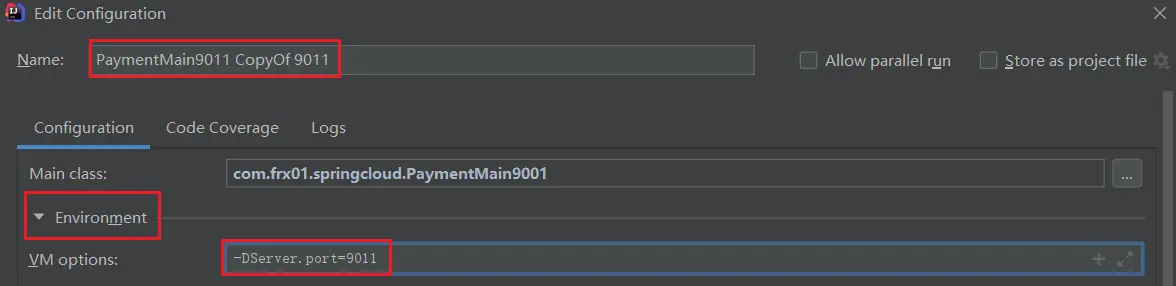 Edit Configuration
Name: PaymentMain9011 CopyOf 9011 Allow parallel run Store as project file
Configuration Code Coverage Logs
Main class: com.frx01.springcloud.PaymentMain9001 ...
Environment
VM options: -DServer.port=9011